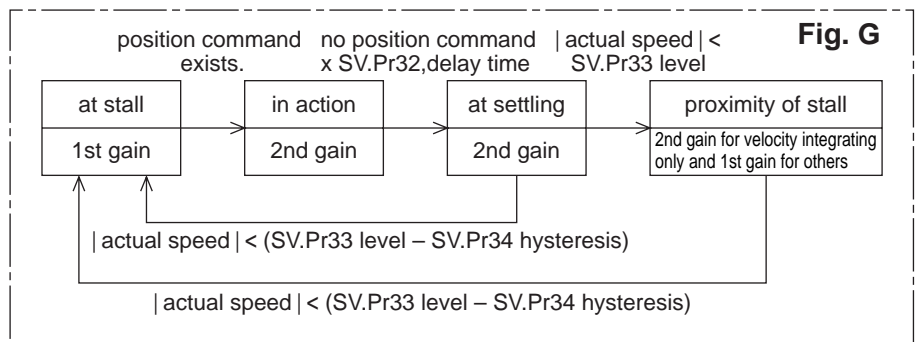 Fig. G
position command
exists.
no position command
x SV.Pr32,delay time
|actual speed| <
SV.Pr33 level
at stall
1st gain
in action
2nd gain
at settling
2nd gain
proximity of stall
2nd gain for velocity integrating
only and 1st gain for others
|actual speed| < (SV.Pr33 level – SV.Pr34 hysteresis)
|actual speed| < (SV.Pr33 level – SV.Pr34 hysteresis)